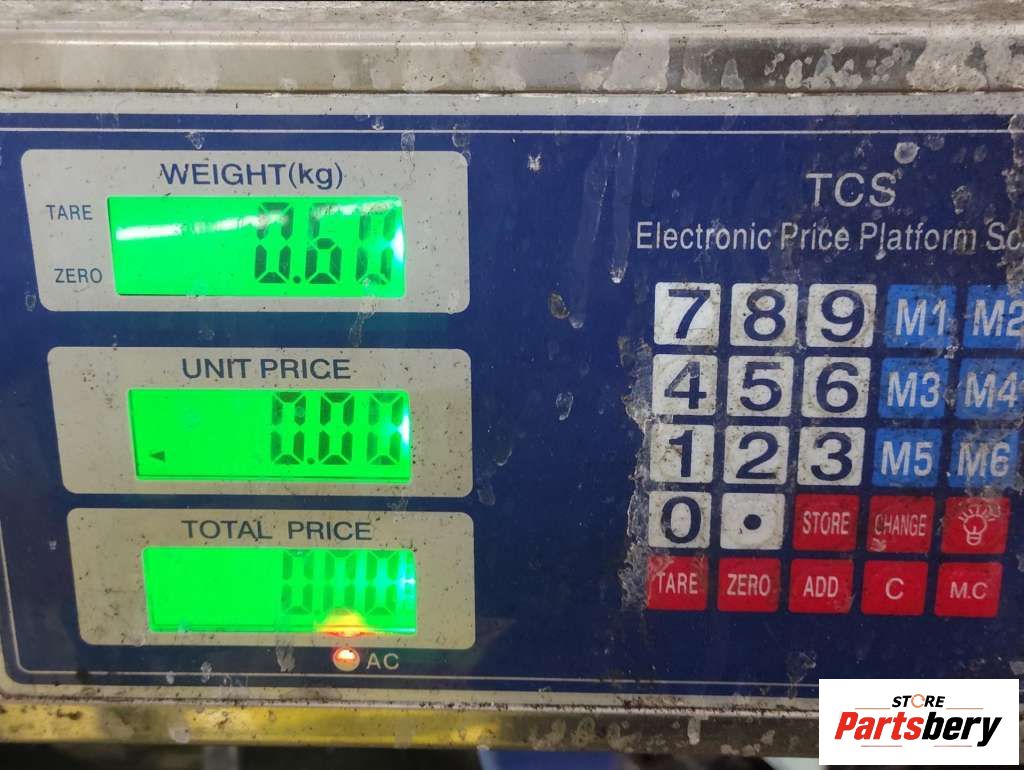 WEIGHT(kg)
TARE
0.60
ZERO
UNIT PRICE
0.00
TOTAL PRICE
0.00
AC
TCS
Electronic Price Platform Sc
7 8 9 M1 M2
4 5 6 M3 M4
1 2 3 M5 M6
0 . STORE CHANGE
TARE ZERO ADD C M.C
STORE
Partsbery